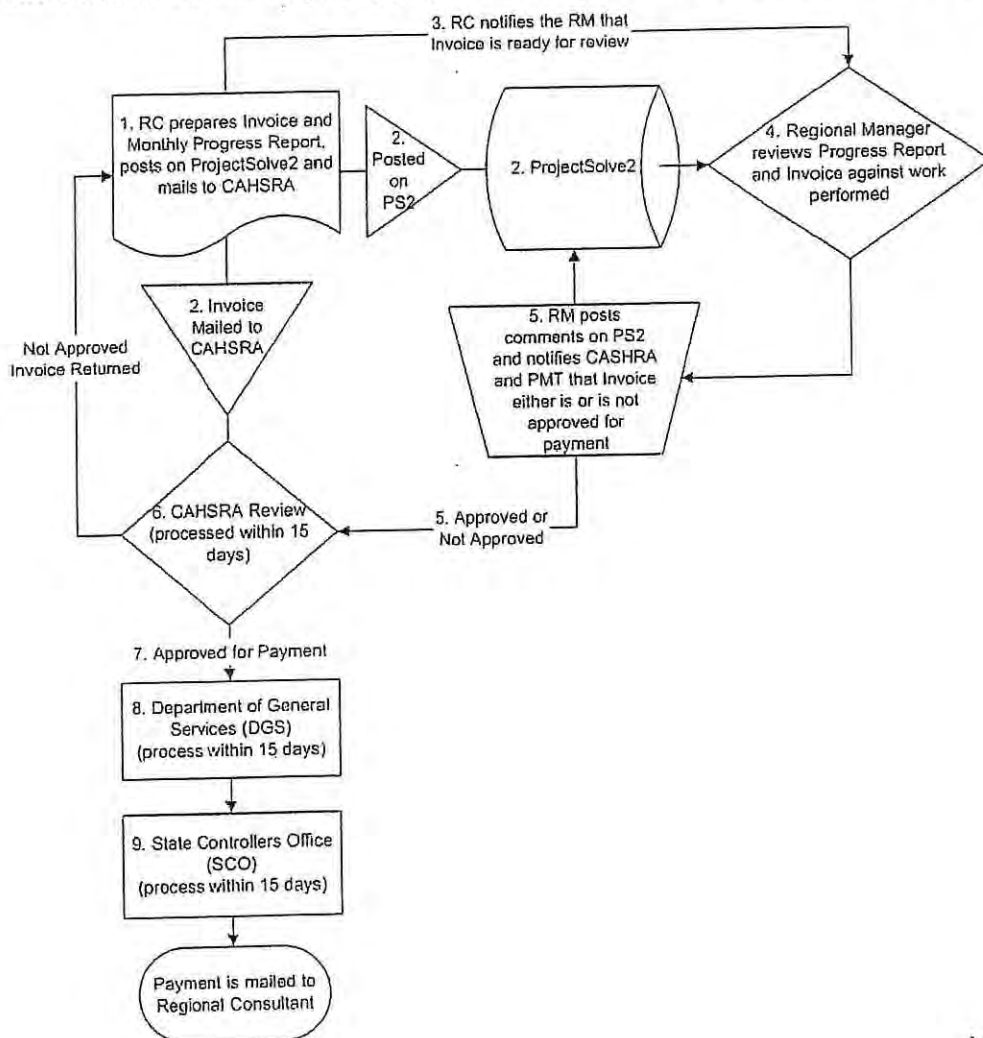 3. RC notifies the RM that
Invoice is ready for review
1. RC prepares Invoice and
Monthly Progress Report,
posts on ProjectSolve2 and
mails to CAHSRA
2.
Posted
on
PS2
2. ProjectSolve2
4. Regional Manager
reviews Progress Report
and Invoice against work
performed
2. Invoice
Mailed to
CAHSRA
Not Approved
Invoice Returned
5. RM posts
comments on PS2
and notifies CASHRA
and PMT that Invoice
either is or is not
approved for
payment
6. CAHSRA Review
(processed within 15
days)
5. Approved or
Not Approved
7. Approved for Payment
8. Department of General
Services (DGS)
(process within 15 days)
9. State Controllers Office
(SCO)
(process within 15 days)
Payment is mailed to
Regional Consultant